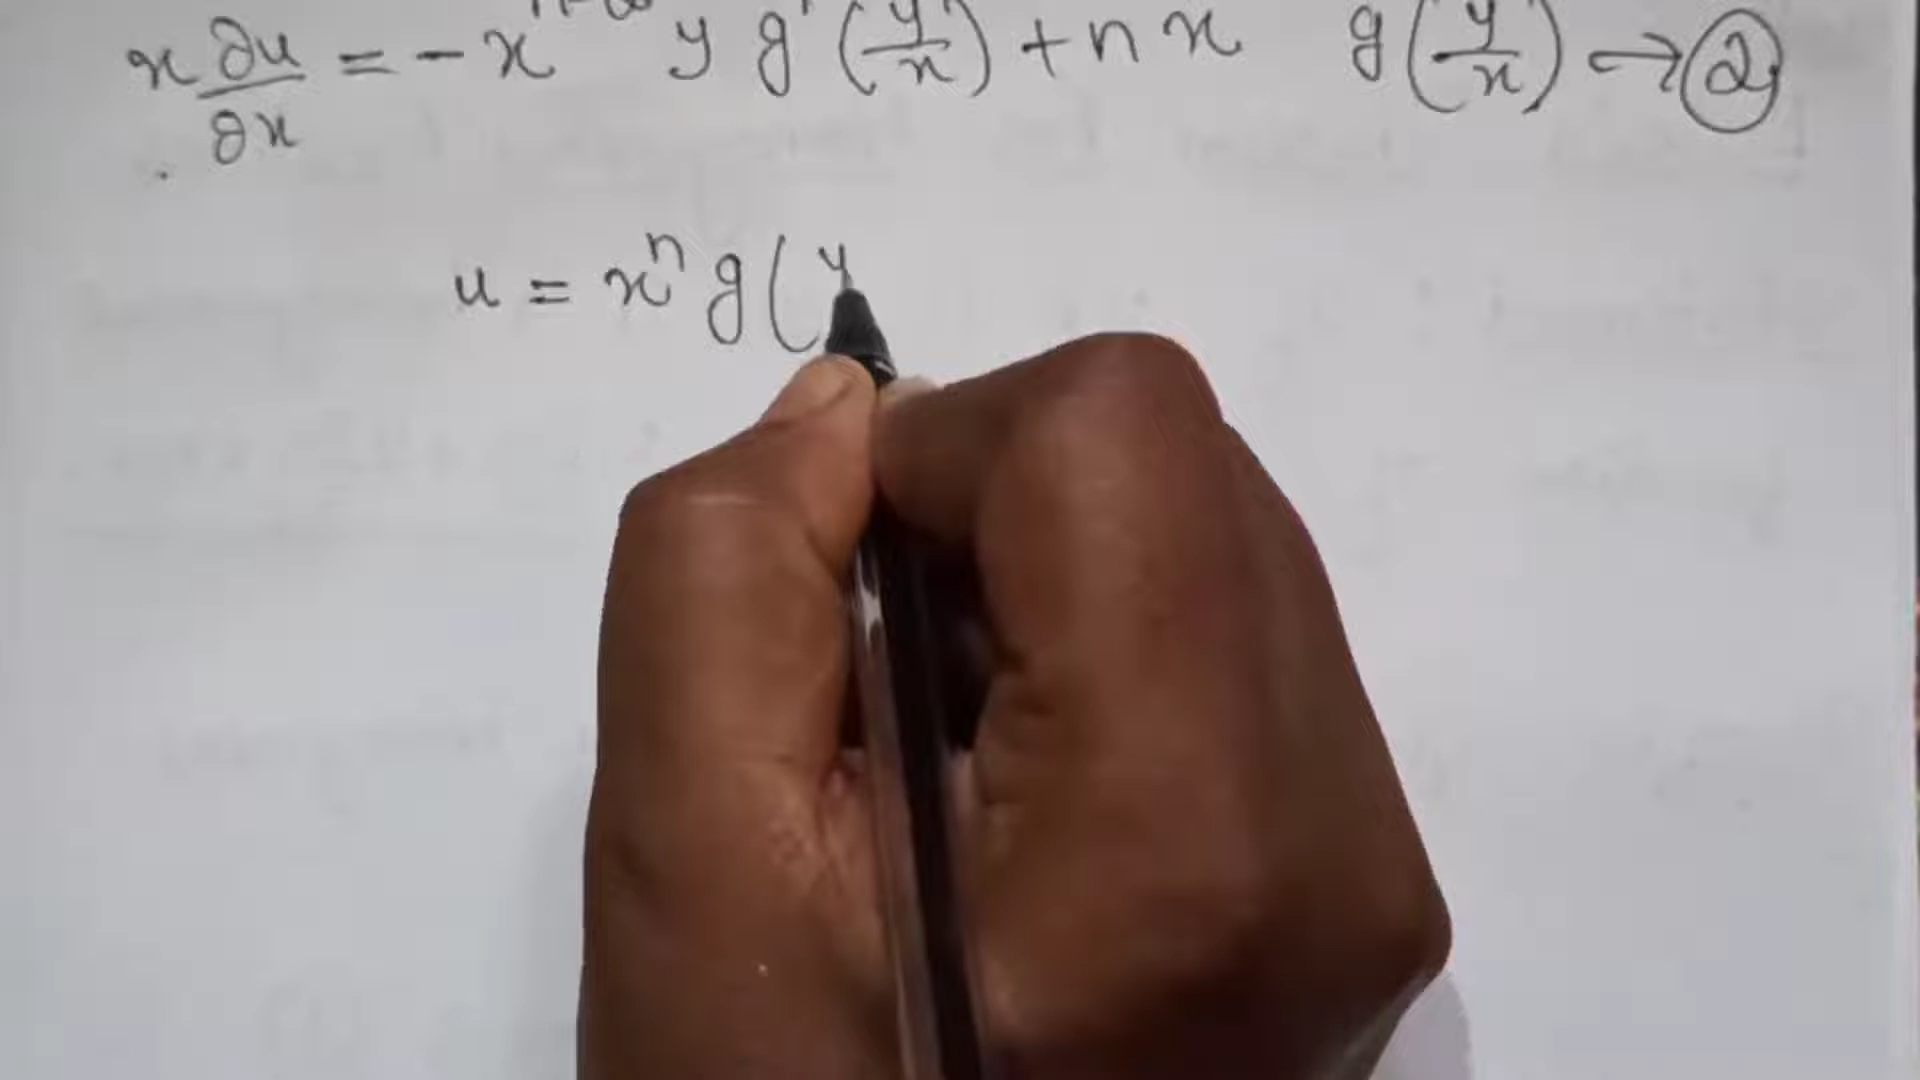 x ∂u/∂x = - x y g'(y/x) + n x g(y/x) → ②
u = xⁿ g(y